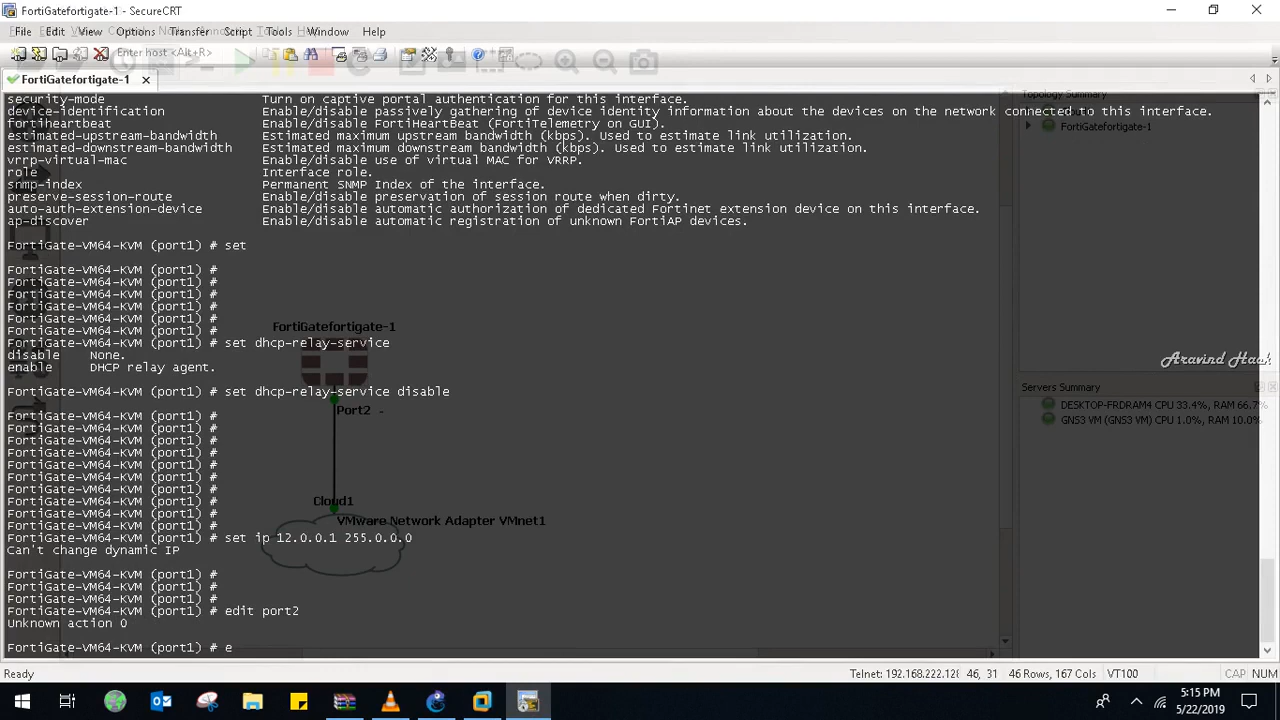 FortiGatefortigate-1 - SecureCRT
File Edit View Options Transfer Script Tools Window Help
Enter host <Alt+R>
FortiGatefortigate-1
security-mode Turn on captive portal authentication for this interface.
device-identification Enable/disable passively gathering of device identity information about the devices on the network connected to this interface.
fortiheartbeat Enable/disable FortiHeartBeat (FortiTelemetry on GUI).
estimated-upstream-bandwidth Estimated maximum upstream bandwidth (kbps). Used to estimate link utilization.
estimated-downstream-bandwidth Estimated maximum downstream bandwidth (kbps). Used to estimate link utilization.
vrrp-virtual-mac Enable/disable use of virtual MAC for VRRP.
role Interface role.
snmp-index Permanent SNMP Index of the interface.
preserve-session-route Enable/disable preservation of session route when dirty.
auto-auth-extension-device Enable/disable automatic authorization of dedicated Fortinet extension device on this interface.
ap-discover Enable/disable automatic registration of unknown FortiAP devices.
FortiGate-VM64-KVM (port1) # set
FortiGate-VM64-KVM (port1) #
FortiGate-VM64-KVM (port1) #
FortiGate-VM64-KVM (port1) #
FortiGate-VM64-KVM (port1) #
FortiGate-VM64-KVM (port1) #
FortiGate-VM64-KVM (port1) #
FortiGate-VM64-KVM (port1) # set dhcp-relay-service
disable None.
enable DHCP relay agent.
FortiGate-VM64-KVM (port1) # set dhcp-relay-service disable
FortiGate-VM64-KVM (port1) #
FortiGate-VM64-KVM (port1) #
FortiGate-VM64-KVM (port1) #
FortiGate-VM64-KVM (port1) #
FortiGate-VM64-KVM (port1) #
FortiGate-VM64-KVM (port1) #
FortiGate-VM64-KVM (port1) #
FortiGate-VM64-KVM (port1) #
FortiGate-VM64-KVM (port1) #
FortiGate-VM64-KVM (port1) #
FortiGate-VM64-KVM (port1) # set ip 12.0.0.1 255.0.0.0
Can't change dynamic IP
FortiGate-VM64-KVM (port1) #
FortiGate-VM64-KVM (port1) #
FortiGate-VM64-KVM (port1) #
FortiGate-VM64-KVM (port1) # edit port2
Unknown action 0
FortiGate-VM64-KVM (port1) # e
FortiGatefortigate-1
Port2 -
Cloud1
VMware Network Adapter VMnet1
Topology Summary
FortiGatefortigate-1
Aravind Haok
Servers Summary
DESKTOP-FRDRAM4 CPU 33.4%, RAM 66.7%
GNS3 VM (GNS3 VM) CPU 1.0%, RAM 10.0%
Ready Telnet: 192.168.222.128 46, 31 46 Rows, 167 Cols VT100 CAP NUM
5:15 PM
5/22/2019